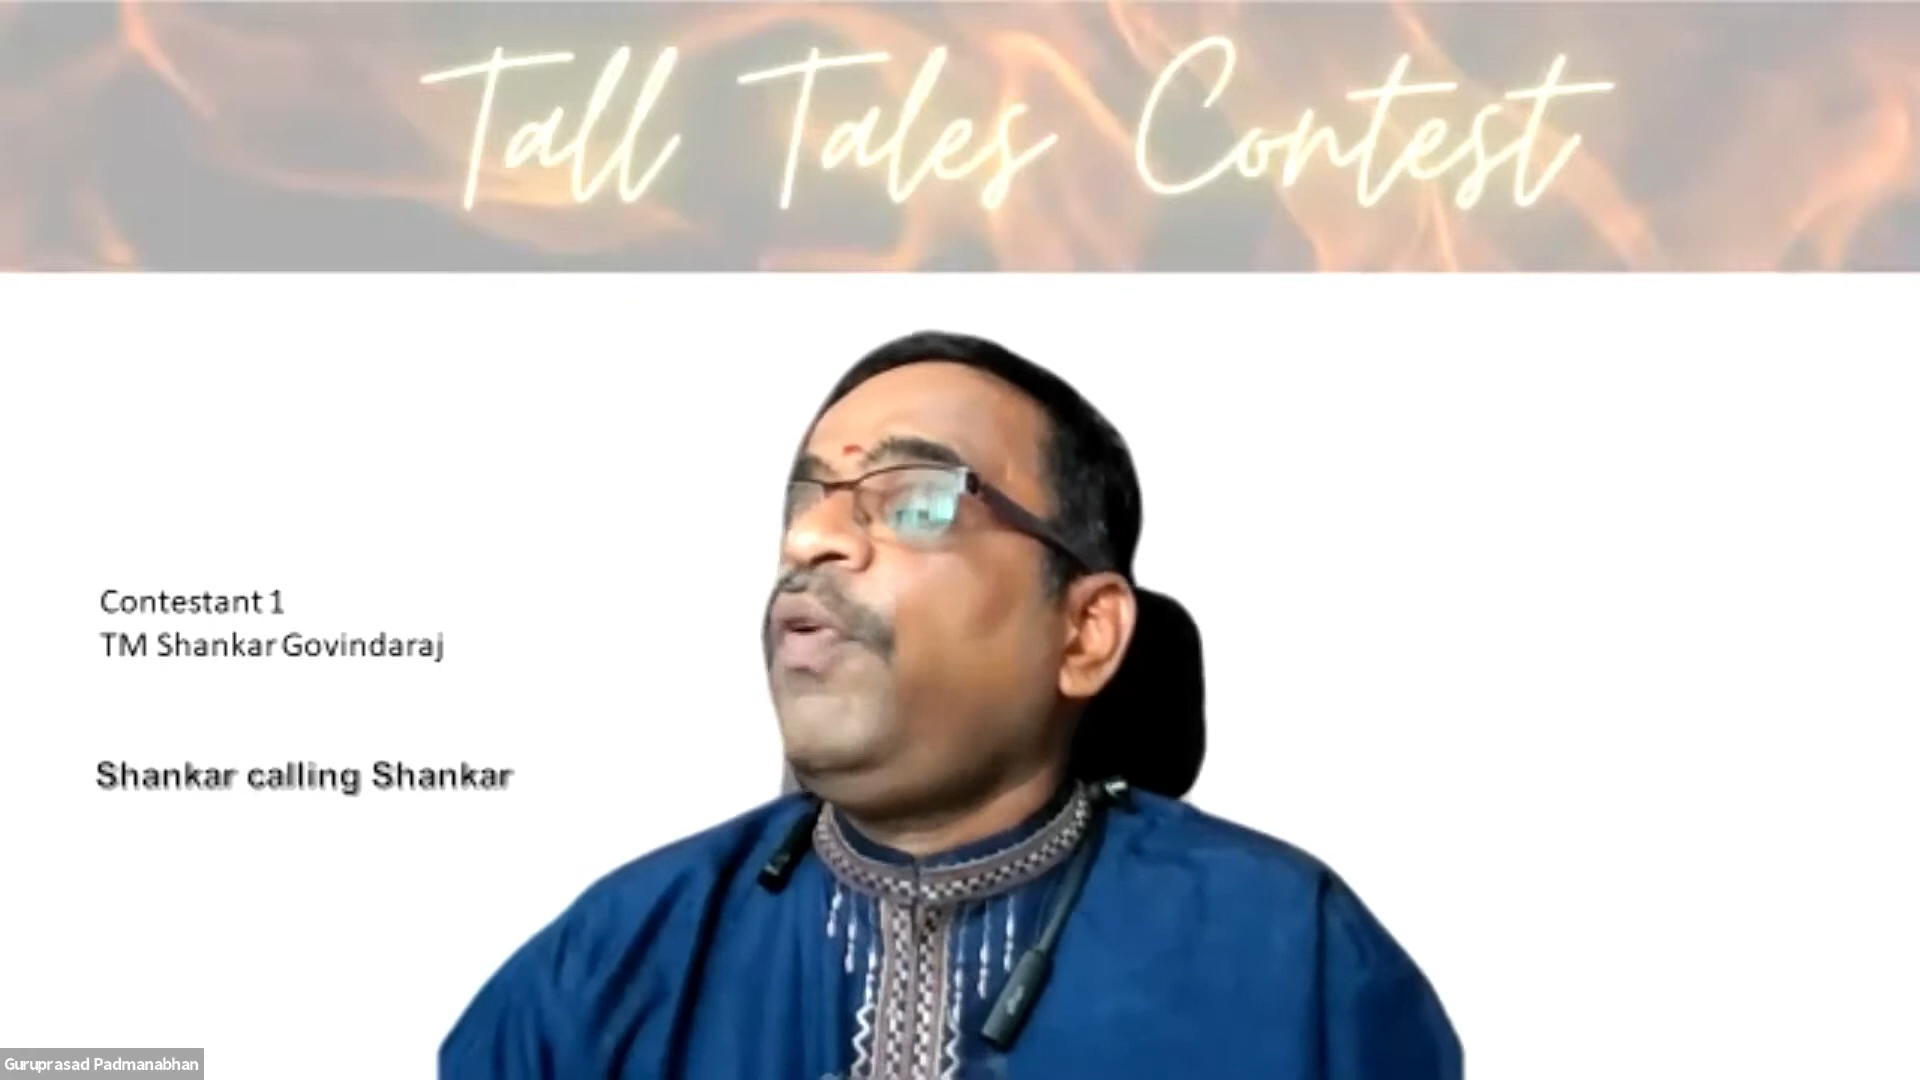 Tall Tales Contest
Contestant 1
TM Shankar Govindaraj
Shankar calling Shankar
Guruprasad Padmanabhan